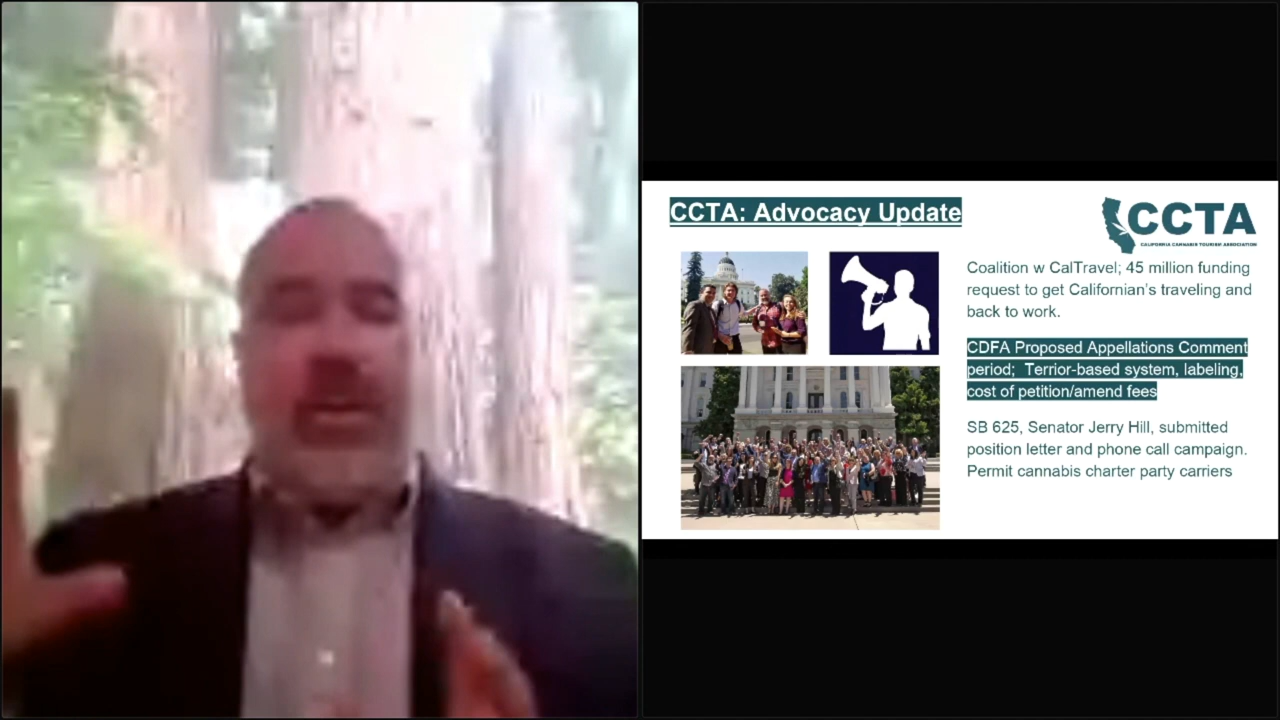 CCTA: Advocacy Update
CCTA
CALIFORNIA CANNABIS TOURISM ASSOCIATION
Coalition w CalTravel; 45 million funding
request to get Californian's traveling and
back to work.
CDFA Proposed Appellations Comment
period; Terrior-based system, labeling,
cost of petition/amend fees
SB 625, Senator Jerry Hill, submitted
position letter and phone call campaign.
Permit cannabis charter party carriers